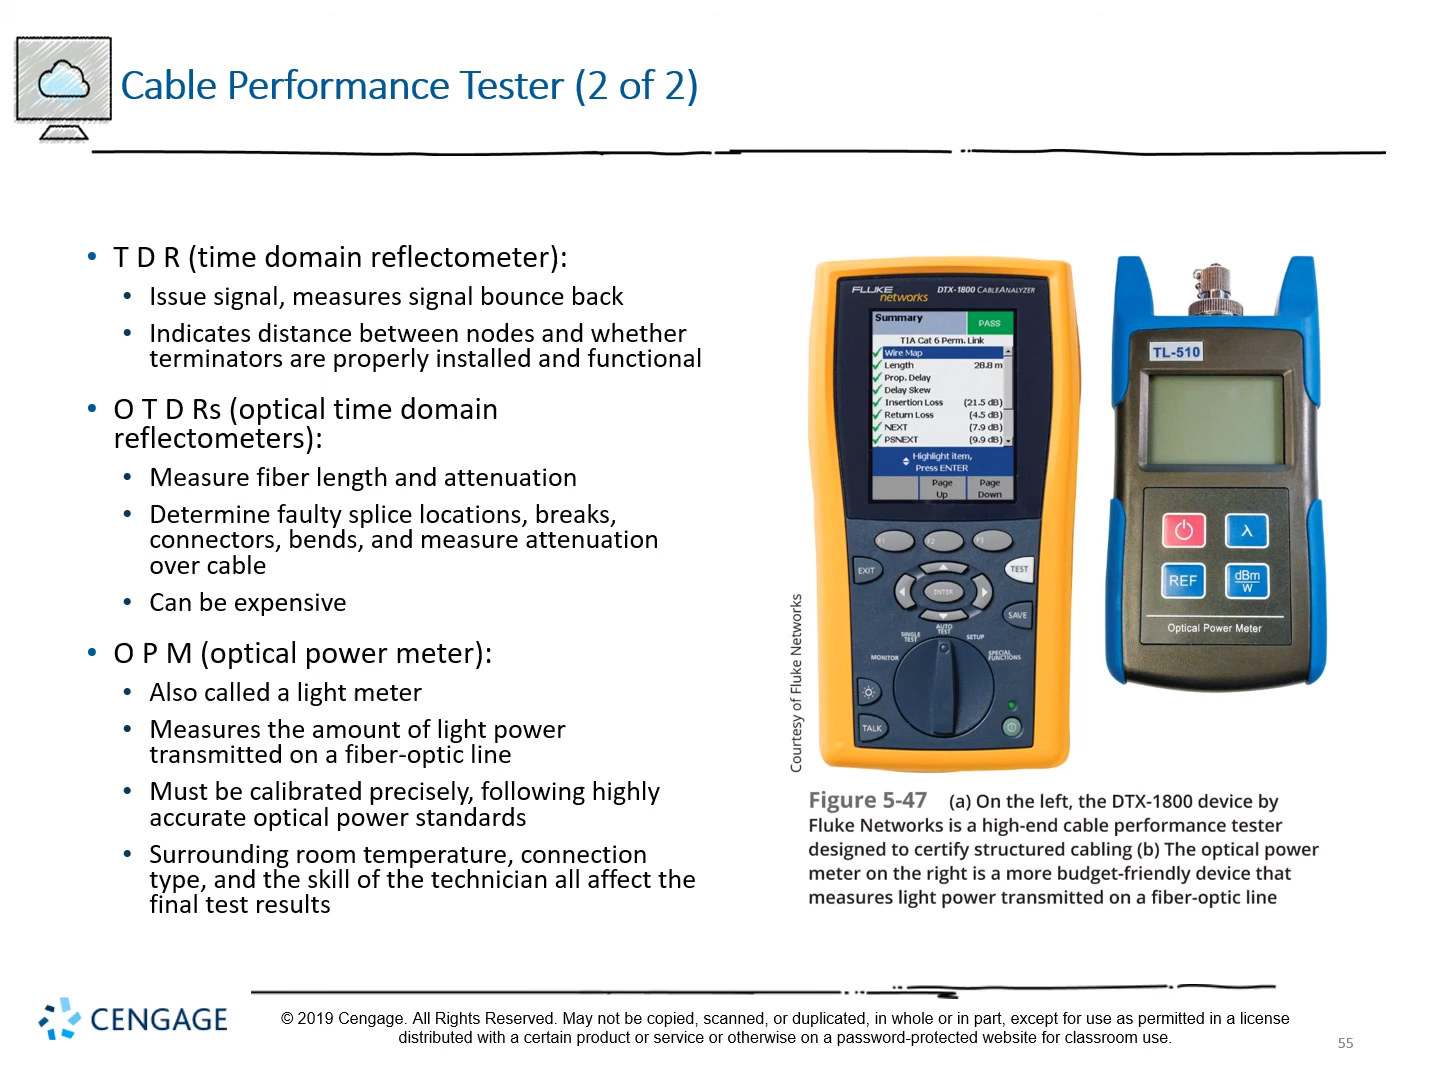 Cable Performance Tester (2 of 2)
• T D R (time domain reflectometer):
• Issue signal, measures signal bounce back
• Indicates distance between nodes and whether
terminators are properly installed and functional
• O T D Rs (optical time domain
reflectometers):
• Measure fiber length and attenuation
• Determine faulty splice locations, breaks,
connectors, bends, and measure attenuation
over cable
• Can be expensive
• O P M (optical power meter):
• Also called a light meter
• Measures the amount of light power
transmitted on a fiber-optic line
• Must be calibrated precisely, following highly
accurate optical power standards
• Surrounding room temperature, connection
type, and the skill of the technician all affect the
final test results
Courtesy of Fluke Networks
FLUKE networks DTX-1800 CABLEANALYZER
Summary PASS
TIA Cat 6 Perm. Link
Wire Map
Length 28.8 m
Prop. Delay
Delay Skew
Insertion Loss (21.5 dB)
Return Loss (4.5 dB)
NEXT (7.9 dB)
PSNEXT (9.9 dB)
Highlight item,
Press ENTER
Page Up Page Down
F1 F2 F3
EXIT TEST
ENTER
SAVE
SINGLE TEST AUTO TEST SETUP
MONITOR SPECIAL FUNCTIONS
TALK
TL-510
λ
REF dBm W
Optical Power Meter
Figure 5-47 (a) On the left, the DTX-1800 device by
Fluke Networks is a high-end cable performance tester
designed to certify structured cabling (b) The optical power
meter on the right is a more budget-friendly device that
measures light power transmitted on a fiber-optic line
CENGAGE
© 2019 Cengage. All Rights Reserved. May not be copied, scanned, or duplicated, in whole or in part, except for use as permitted in a license
distributed with a certain product or service or otherwise on a password-protected website for classroom use.
55